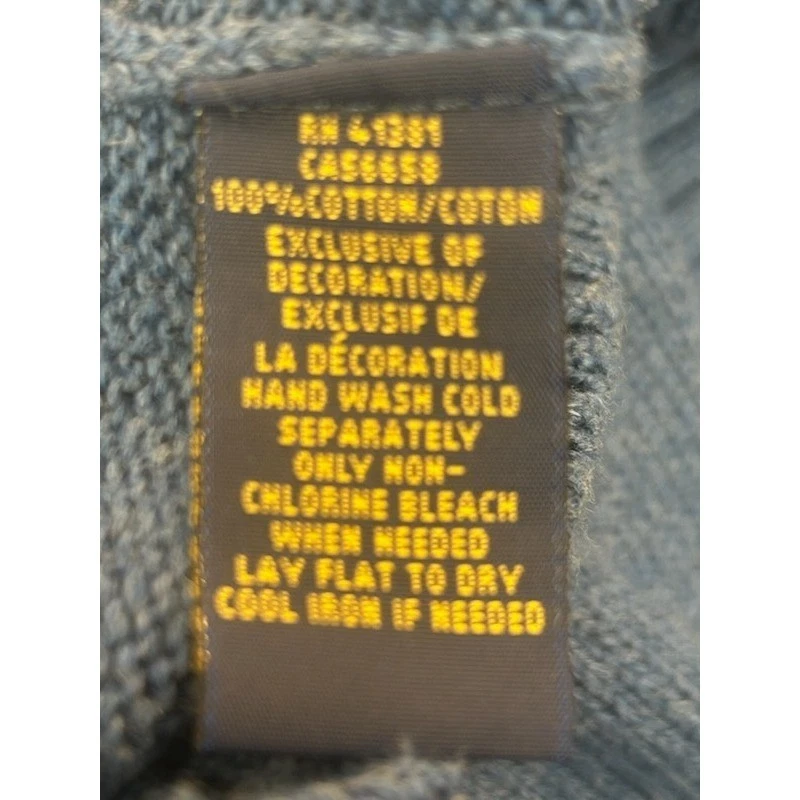 RN 41381
CA56658
100%COTTON/COTON
EXCLUSIVE OF
DECORATION/
EXCLUSIF DE
LA DÉCORATION
HAND WASH COLD
SEPARATELY
ONLY NON-
CHLORINE BLEACH
WHEN NEEDED
LAY FLAT TO DRY
COOL IRON IF NEEDED